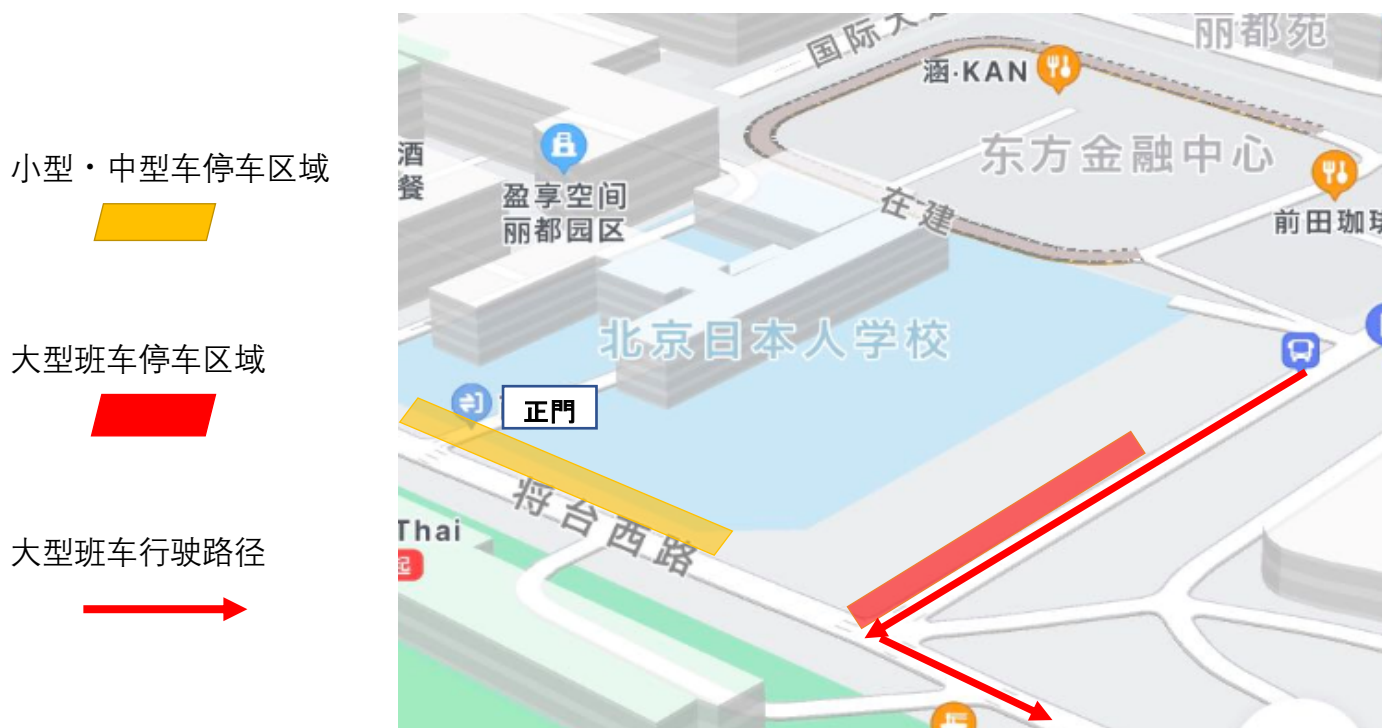 小型・中型车停车区域
大型班车停车区域
大型班车行驶路径
国际大
丽都苑
涵·KAN
东方金融中心
酒
餐
盈享空间
丽都园区
在建
前田咖
北京日本人学校
正門
将台西路
Thai
起